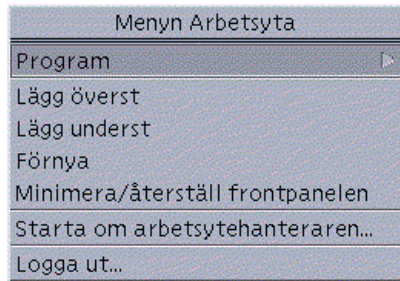 Menyn Arbetsyta
Program
Lägg överst
Lägg underst
Förnya
Minimera/återställ frontpanelen
Starta om arbetsytehanteraren...
Logga ut...